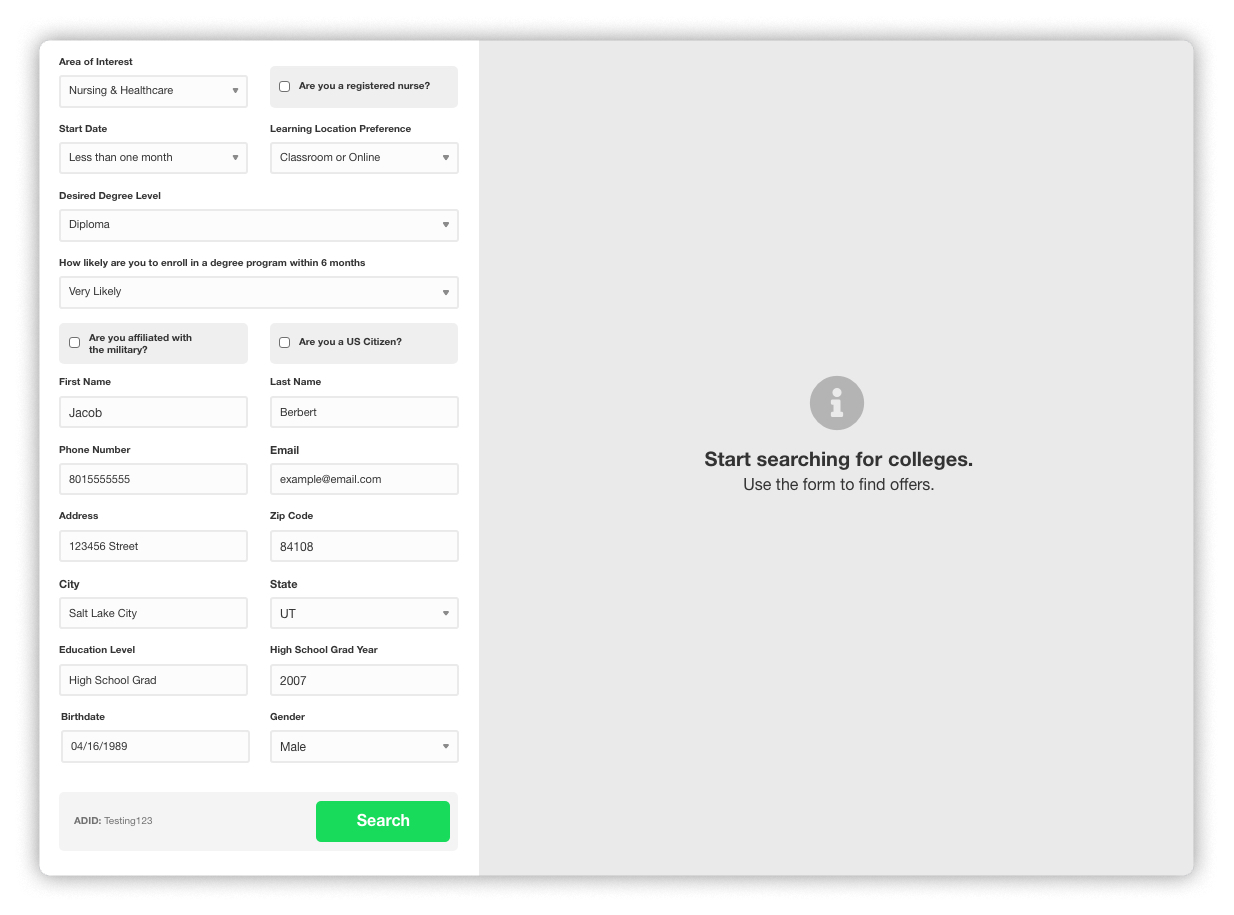 Area of Interest
Nursing & Healthcare
Are you a registered nurse?
Start Date
Learning Location Preference
Less than one month
Classroom or Online
Desired Degree Level
Diploma
How likely are you to enroll in a degree program within 6 months
Very Likely
Are you affiliated with
the military?
Are you a US Citizen?
First Name
Last Name
Jacob
Berbert
Phone Number
Email
8015555555
example@email.com
Address
Zip Code
123456 Street
84108
City
State
Salt Lake City
UT
Education Level
High School Grad Year
High School Grad
2007
Birthdate
Gender
04/16/1989
Male
ADID: Testing123
Search
Start searching for colleges.
Use the form to find offers.